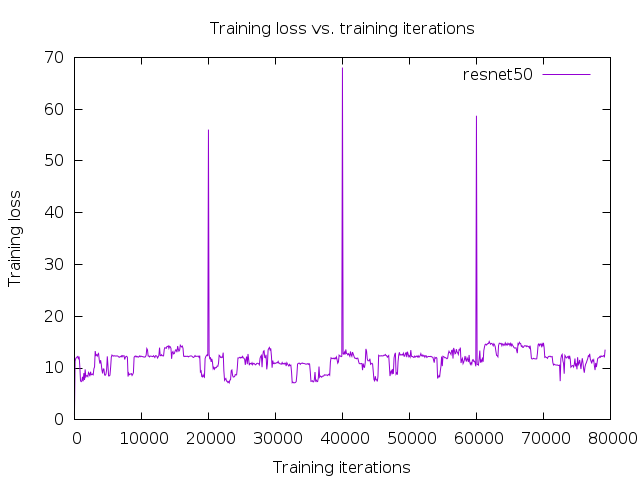 Training loss vs. training iterations
resnet50
70
60
50
40
30
20
10
0
Training loss
0 10000 20000 30000 40000 50000 60000 70000 80000
Training iterations